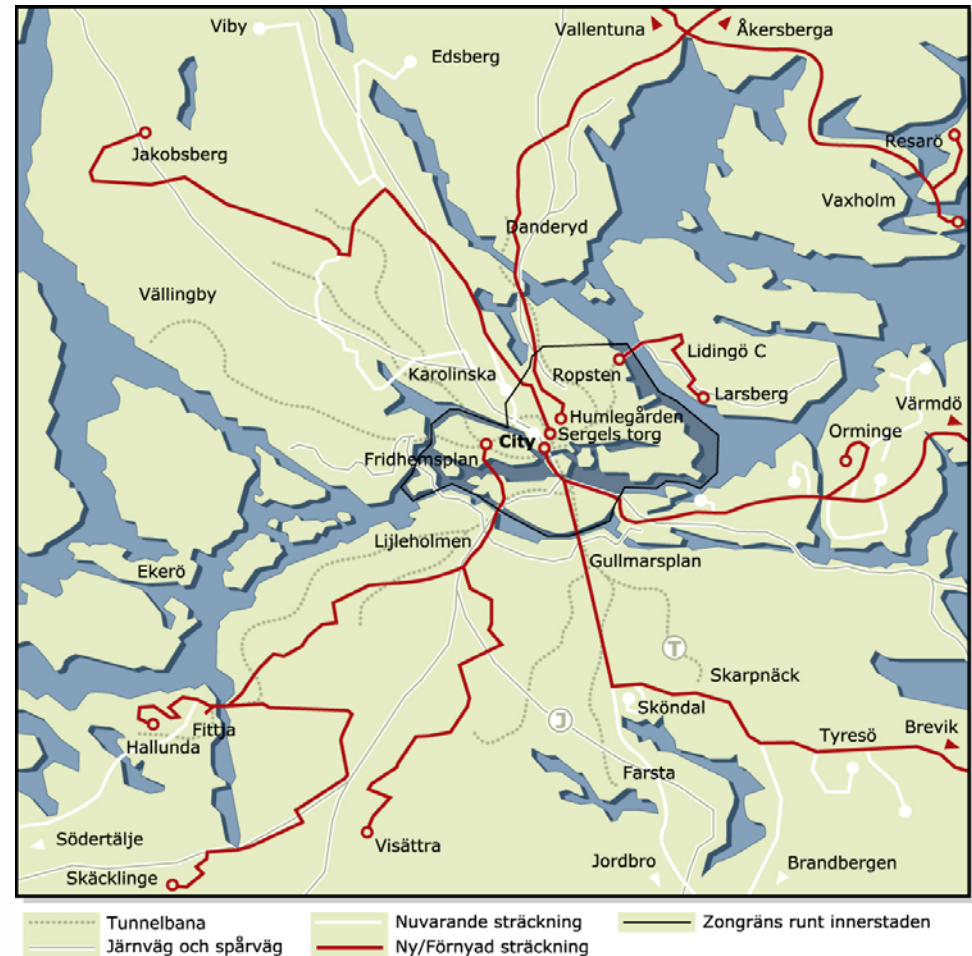 Viby
Vallentuna
Åkersberga
Edsberg
Jakobsberg
Resarö
Vaxholm
Danderyd
Vällingby
Karolinska
Ropsten
Lidingö C
Larsberg
Humlegården
Värmdö
City
Sergels torg
Orminge
Fridhemsplan
Lijleholmen
Gullmarsplan
Ekerö
T
Skarpnäck
Sköndal
J
Fittja
Hallunda
Tyresö
Brevik
Farsta
Södertälje
Visättra
Skäcklinge
Jordbro
Brandbergen
Tunnelbana
Nuvarande sträckning
Zongräns runt innerstaden
Järnväg och spårväg
Ny/Förnyad sträckning